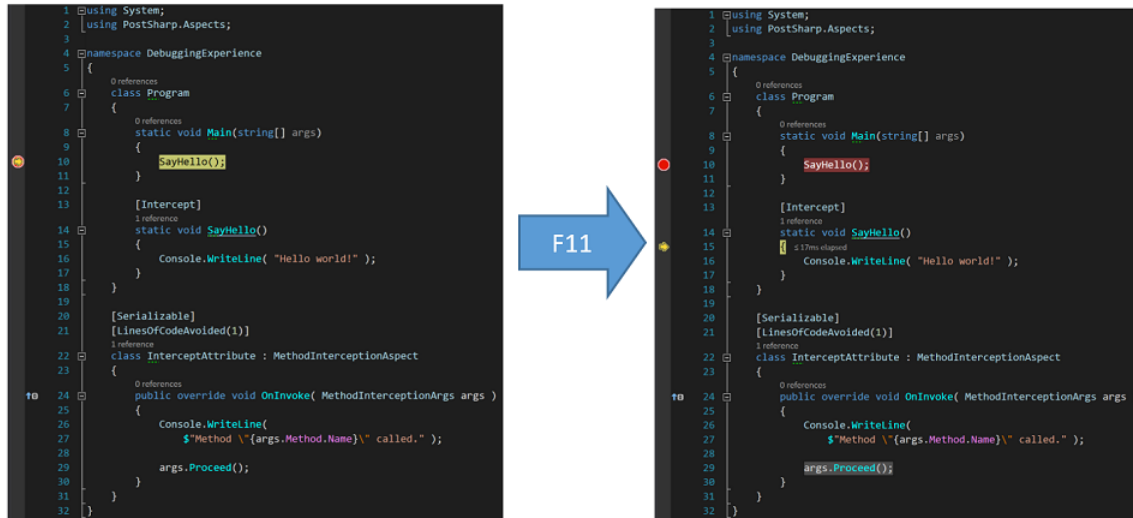 1 using System;
2 using PostSharp.Aspects;
3
4 namespace DebuggingExperience
5 {
0 references
6 class Program
7 {
0 references
8 static void Main(string[] args)
9 {
10 SayHello();
11 }
12
13 [Intercept]
1 reference
14 static void SayHello()
15 {
16 Console.WriteLine( "Hello world!" );
17 }
18 }
19
20 [Serializable]
21 [LinesOfCodeAvoided(1)]
1 reference
22 class InterceptAttribute : MethodInterceptionAspect
23 {
0 references
24 public override void OnInvoke( MethodInterceptionArgs args )
25 {
26 Console.WriteLine(
27 $"Method \"{args.Method.Name}\" called." );
28
29 args.Proceed();
30 }
31 }
32 }
F11
1 using System;
2 using PostSharp.Aspects;
3
4 namespace DebuggingExperience
5 {
0 references
6 class Program
7 {
0 references
8 static void Main(string[] args)
9 {
10 SayHello();
11 }
12
13 [Intercept]
1 reference
14 static void SayHello()
15 { ≤ 17ms elapsed
16 Console.WriteLine( "Hello world!" );
17 }
18 }
19
20 [Serializable]
21 [LinesOfCodeAvoided(1)]
1 reference
22 class InterceptAttribute : MethodInterceptionAspect
23 {
0 references
24 public override void OnInvoke( MethodInterceptionArgs args
25 {
26 Console.WriteLine(
27 $"Method \"{args.Method.Name}\" called." );
28
29 args.Proceed();
30 }
31 }
32 }